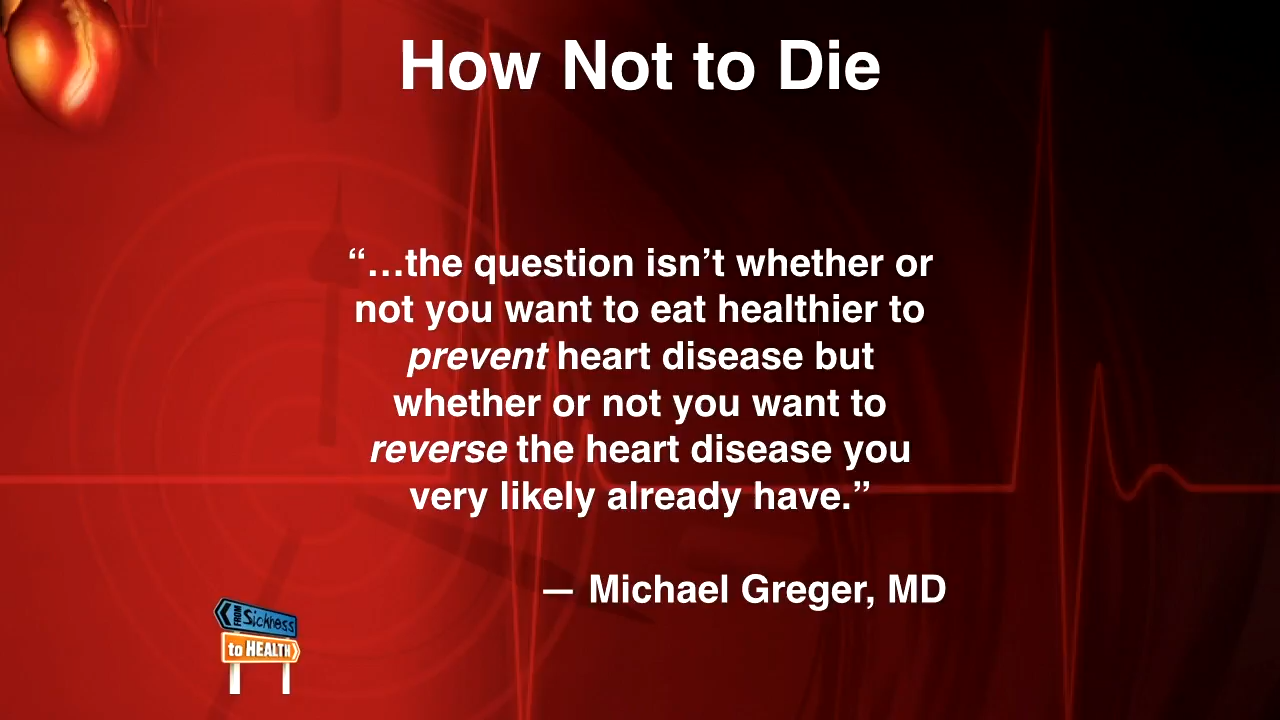 How Not to Die
“…the question isn’t whether or
not you want to eat healthier to
prevent heart disease but
whether or not you want to
reverse the heart disease you
very likely already have.”
— Michael Greger, MD
FROM Sickness
to HEALTH